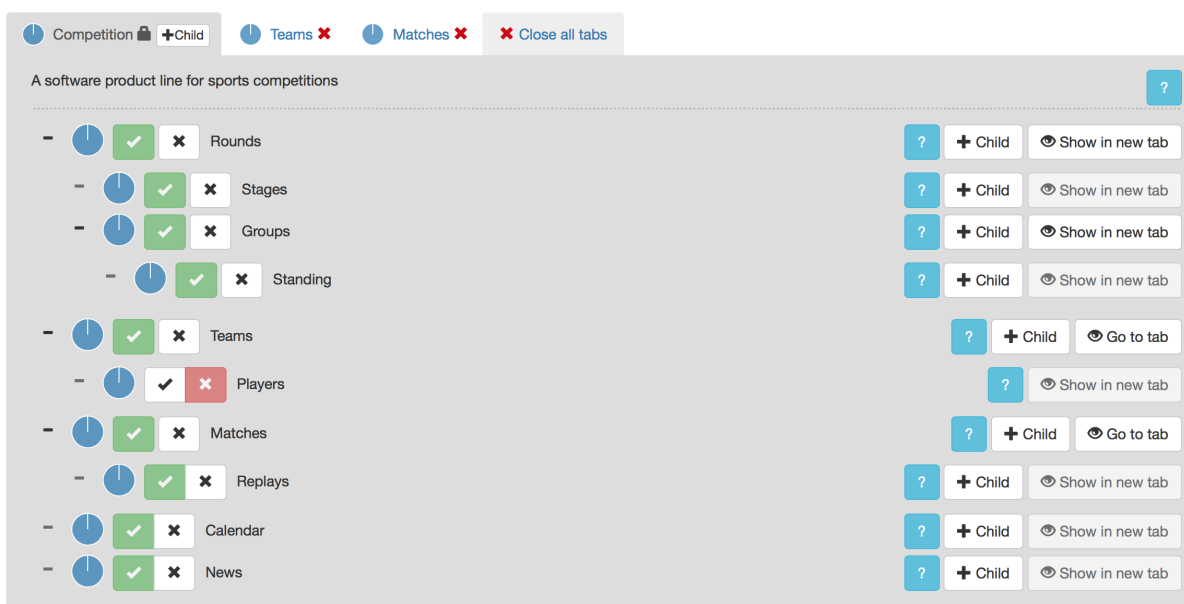 Competition +Child Teams Matches Close all tabs
A software product line for sports competitions ?
Rounds ? + Child Show in new tab
Stages ? + Child Show in new tab
Groups ? + Child Show in new tab
Standing ? + Child Show in new tab
Teams ? + Child Go to tab
Players ? Show in new tab
Matches ? + Child Go to tab
Replays ? + Child Show in new tab
Calendar ? + Child Show in new tab
News ? + Child Show in new tab